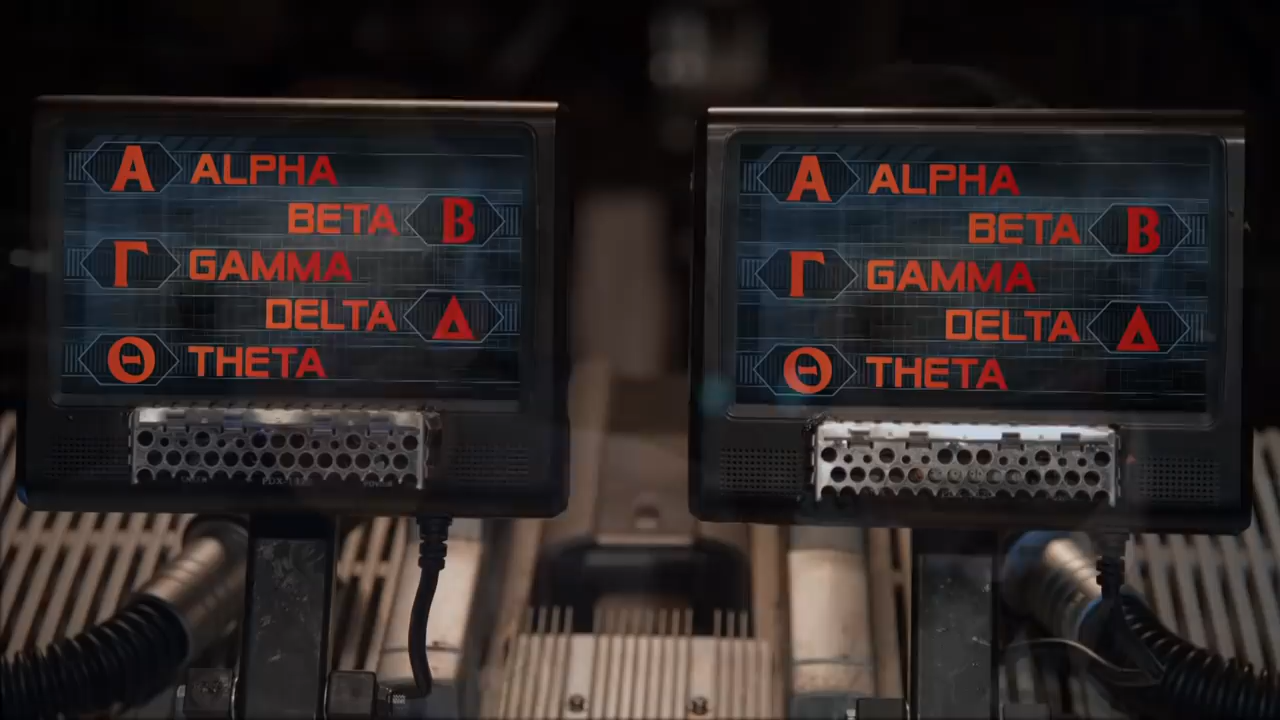 Α ALPHA
BETA Β
Γ GAMMA
DELTA Δ
Θ THETA
Α ALPHA
BETA Β
Γ GAMMA
DELTA Δ
Θ THETA